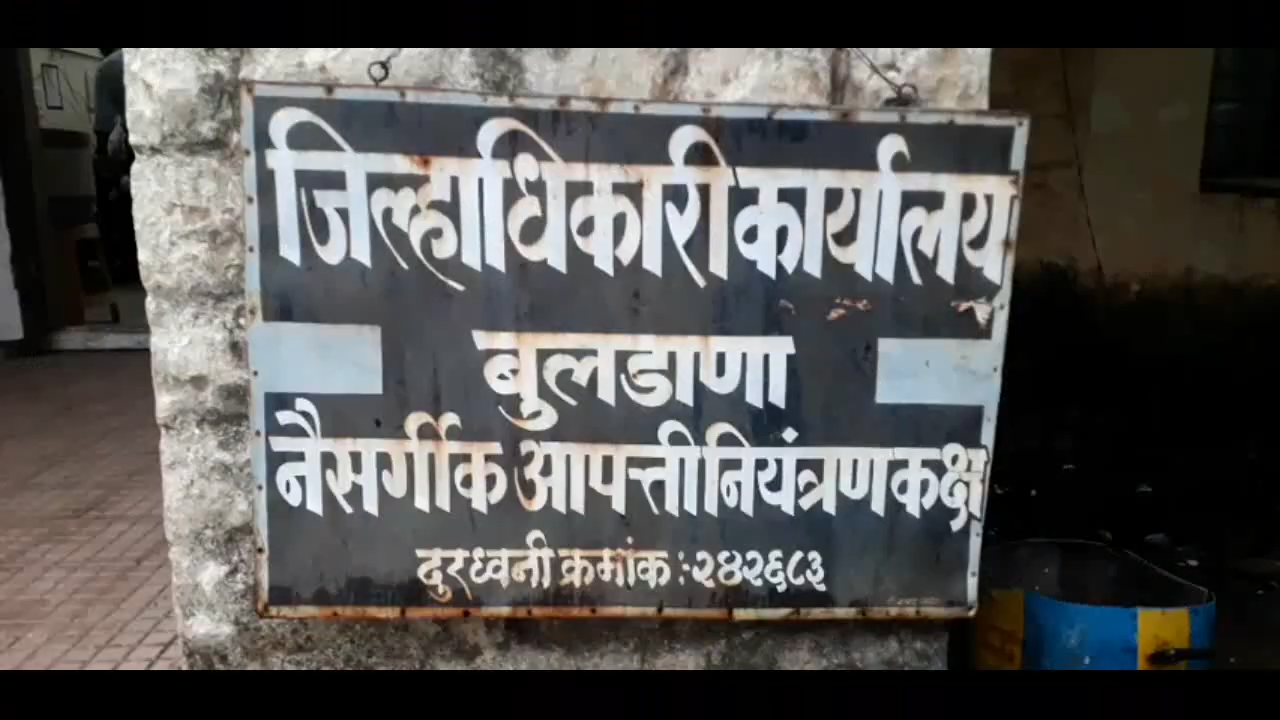 जिल्हाधिकारी कार्यालय
बुलडाणा
नैसर्गीक आपत्ती नियंत्रण कक्ष
दुरध्वनी क्रमांक :- २४२६८३